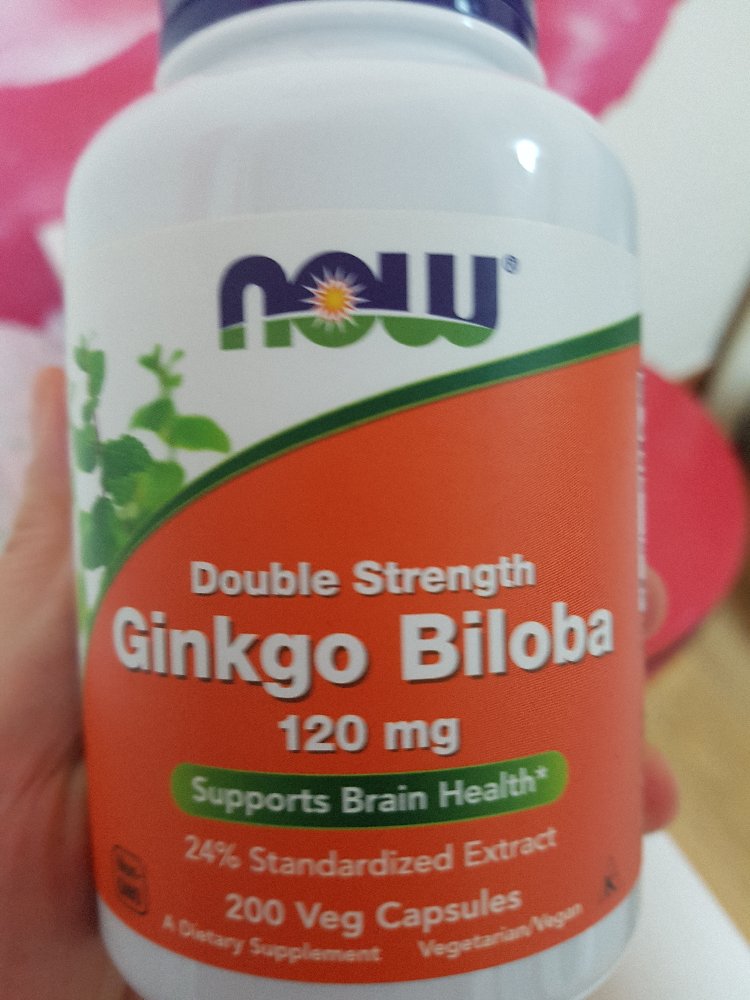 NOW®
Double Strength
Ginkgo Biloba
120 mg
Supports Brain Health*
24% Standardized Extract
200 Veg Capsules
A Dietary Supplement Vegetarian/Vegan